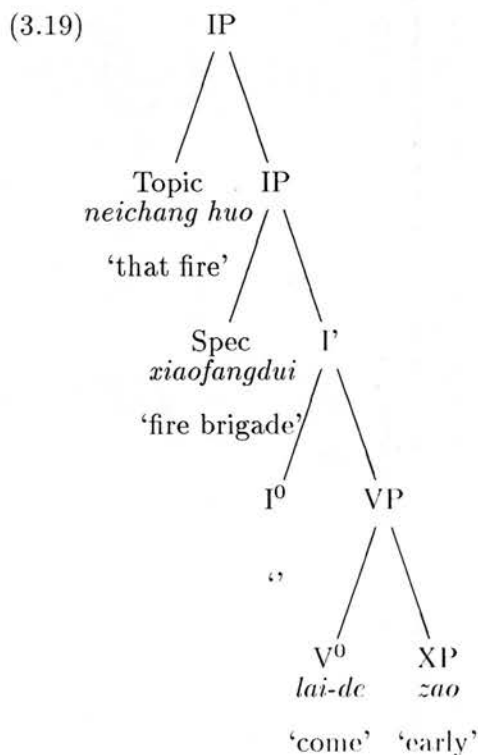 (3.19) IP
Topic IP
neichang huo
‘that fire’
Spec I’
xiaofangdui
‘fire brigade’
I⁰ VP
‘’
V⁰ XP
lai-de zao
‘come’ ‘early’